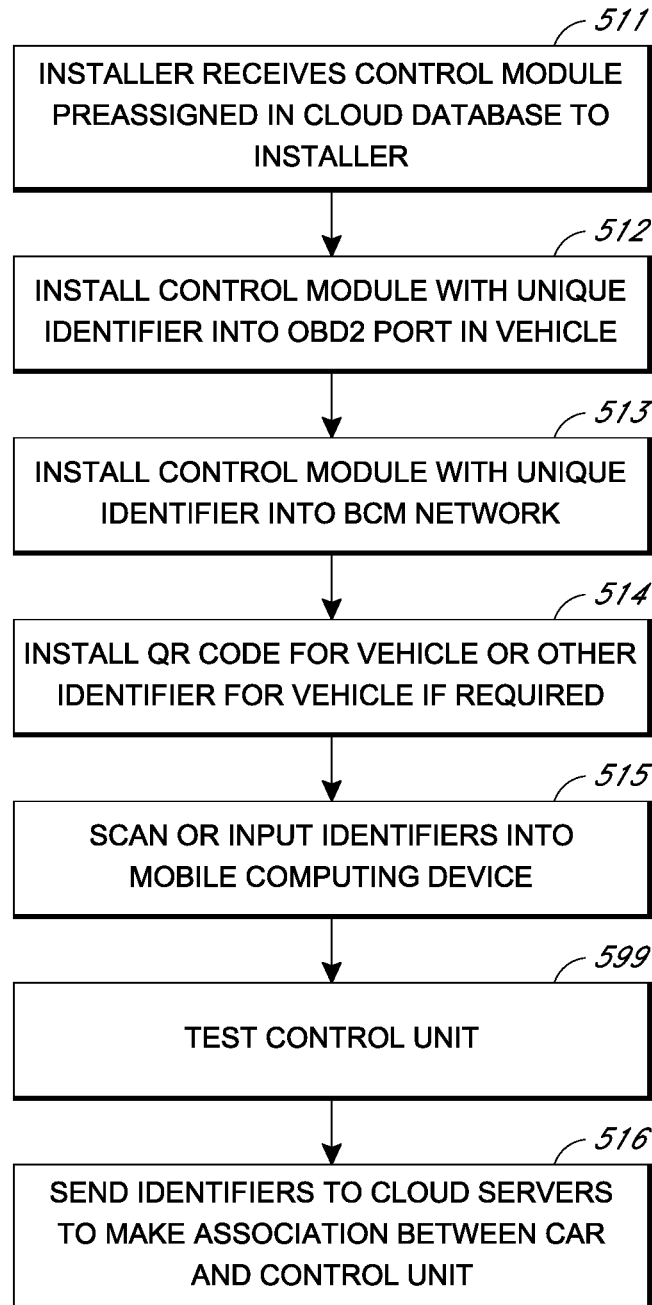 511
INSTALLER RECEIVES CONTROL MODULE
PREASSIGNED IN CLOUD DATABASE TO
INSTALLER
512
INSTALL CONTROL MODULE WITH UNIQUE
IDENTIFIER INTO OBD2 PORT IN VEHICLE
513
INSTALL CONTROL MODULE WITH UNIQUE
IDENTIFIER INTO BCM NETWORK
514
INSTALL QR CODE FOR VEHICLE OR OTHER
IDENTIFIER FOR VEHICLE IF REQUIRED
515
SCAN OR INPUT IDENTIFIERS INTO
MOBILE COMPUTING DEVICE
599
TEST CONTROL UNIT
516
SEND IDENTIFIERS TO CLOUD SERVERS
TO MAKE ASSOCIATION BETWEEN CAR
AND CONTROL UNIT